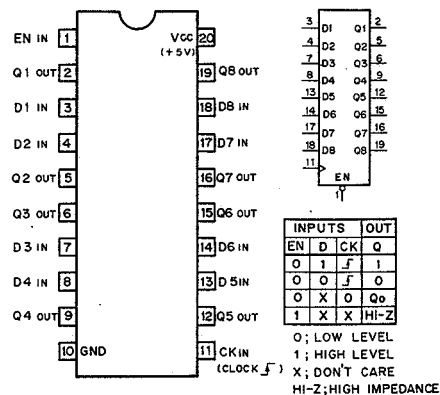 EN IN 1
Q1 OUT 2
D1 IN 3
D2 IN 4
Q2 OUT 5
Q3 OUT 6
D3 IN 7
D4 IN 8
Q4 OUT 9
10 GND
VCC 20
(+5V)
19 Q8 OUT
18 D8 IN
17 D7 IN
16 Q7 OUT
15 Q6 OUT
14 D6 IN
13 D5 IN
12 Q5 OUT
11 CK IN
(CLOCK)
3 D1 Q1 2
4 D2 Q2 5
7 D3 Q3 6
8 D4 Q4 9
13 D5 Q5 12
14 D6 Q6 15
17 D7 Q7 16
18 D8 Q8 19
11
EN
1
INPUTS OUT
EN D CK Q
0 1 1
0 0 0
0 X 0 Qo
1 X X HI-Z
0; LOW LEVEL
1; HIGH LEVEL
X; DON'T CARE
HI-Z; HIGH IMPEDANCE